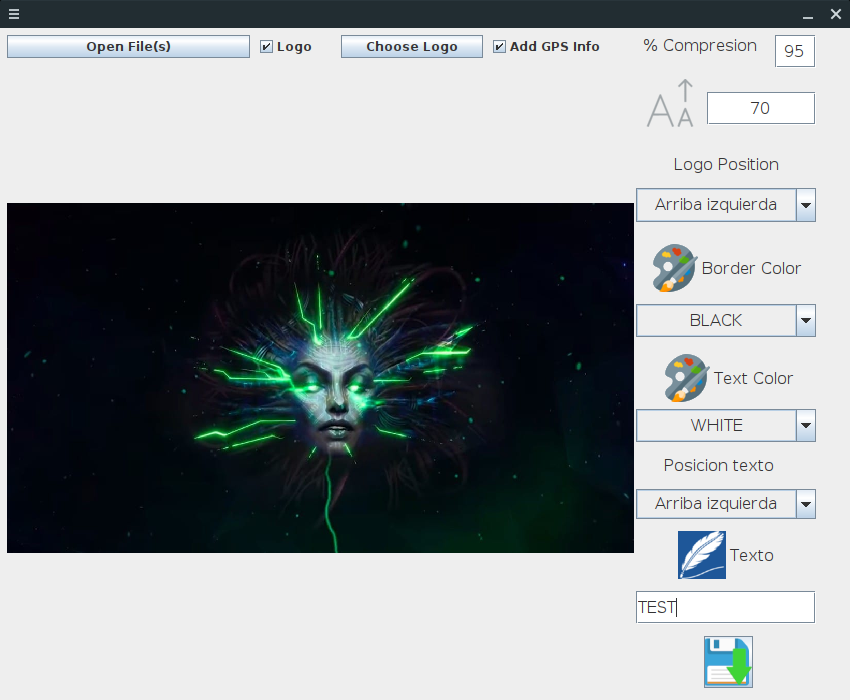 Open File(s)
Logo
Choose Logo
Add GPS Info
% Compresion
95
AA
70
Logo Position
Arriba izquierda
Border Color
BLACK
Text Color
WHITE
Posicion texto
Arriba izquierda
Texto
TEST